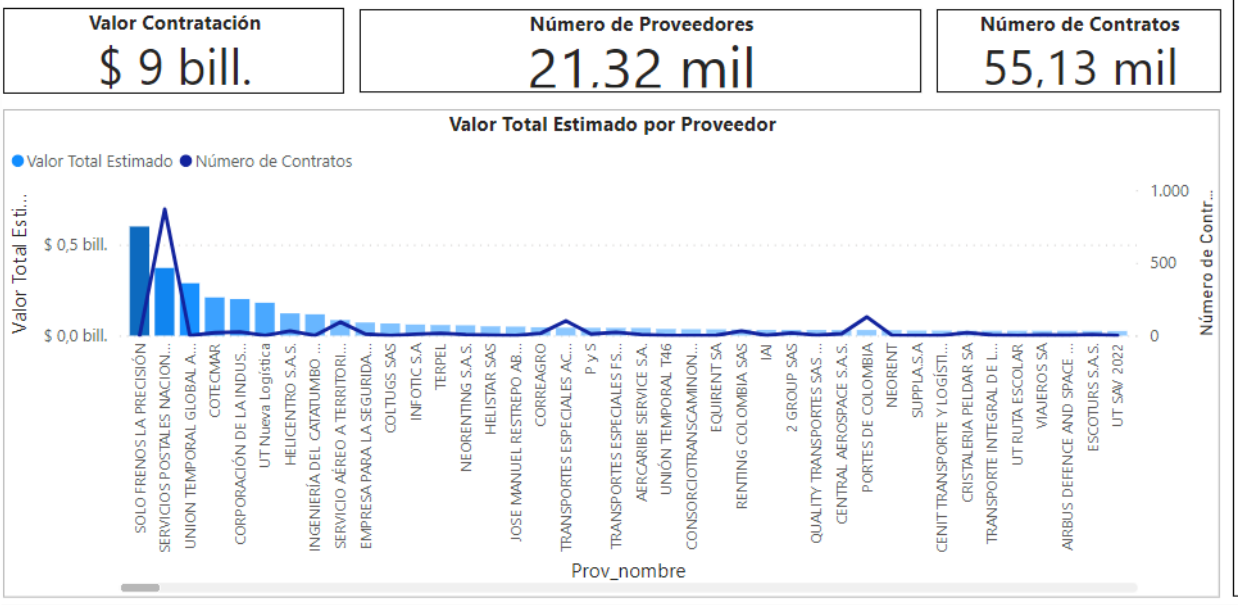 Valor Contratación
$ 9 bill.
Número de Proveedores
21,32 mil
Número de Contratos
55,13 mil
Valor Total Estimado por Proveedor
Valor Total Estimado
Número de Contratos
Valor Total Esti...
$ 0,5 bill.
$ 0,0 bill.
1.000
500
0
Número de Contr...
SOLO FRENOS LA PRECISIÓN
SERVICIOS POSTALES NACION...
UNION TEMPORAL GLOBAL A...
COTECMAR
CORPORACIÓN DE LA INDUS...
UT Nueva Logística
HELICENTRO S.A.S.
INGENIERÍA DEL CATATUMBO ...
SERVICIO AÉREO A TERRITORI...
EMPRESA PARA LA SEGURIDA...
COLTUGS SAS
INFOTIC S.A
TERPEL
NEORENTING S.A.S.
HELISTAR SAS
JOSE MANUEL RESTREPO AB...
CORREAGRO
TRANSPORTES ESPECIALES AC...
P y S
TRANSPORTES ESPECIALES FS...
AERCARIBE SERVICE S.A.
UNIÓN TEMPORAL T46
CONSORCIOTRANSCAMINON...
EQUIRENT SA
RENTING COLOMBIA SAS
IAI
2 GROUP SAS
QUALITY TRANSPORTES SAS ...
CENTRAL AEROSPACE S.A.S.
PORTES DE COLOMBIA
NEORENT
SUPPLA.S.A
CENIT TRANSPORTE Y LOGÍSTI...
CRISTALERIA PELDAR SA
TRANSPORTE INTEGRAL DE L...
UT RUTA ESCOLAR
VIAJEROS SA
AIRBUS DEFENCE AND SPACE ...
ESCOTURS S.A.S.
UT SAV 2022
Prov_nombre